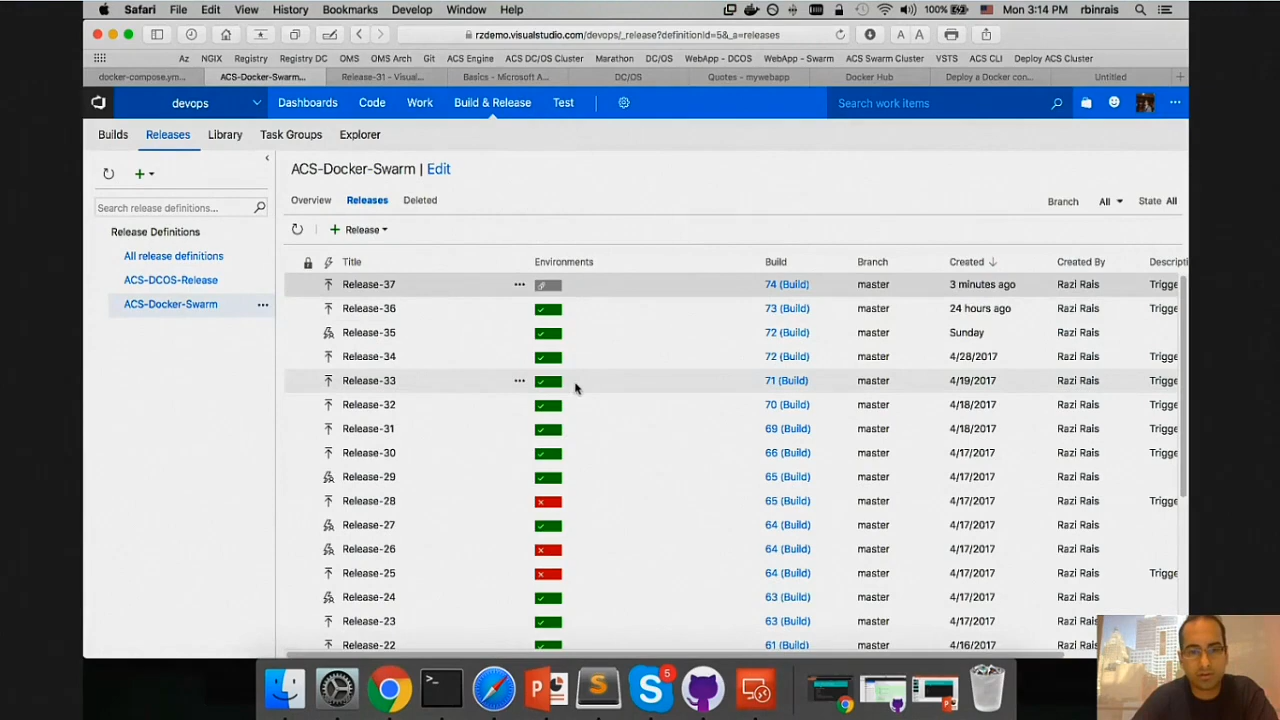 Safari File Edit View History Bookmarks Develop Window Help 100% Mon 3:14 PM rbinrais
rzdemo.visualstudio.com/devops/_release?definitionId=5&_a=releases A A
Az NGIX Registry Registry DC OMS OMS Arch Git ACS Engine ACS DC/OS Cluster Marathon DC/OS WebApp - DCOS WebApp - Swarm ACS Swarm Cluster VSTS ACS CLI Deploy ACS Cluster
docker-compose.ym... ACS-Docker-Swarm... Release-31 - Visual... Basics - Microsoft A... DC/OS Quotes - mywebapp Docker Hub Deploy a Docker con... Untitled
devops Dashboards Code Work Build & Release Test Search work items
Builds Releases Library Task Groups Explorer
ACS-Docker-Swarm | Edit
Search release definitions...
Overview Releases Deleted Branch All State All
Release Definitions
Release
All release definitions
ACS-DCOS-Release
ACS-Docker-Swarm
Title Environments Build Branch Created Created By Descripti
Release-37 74 (Build) master 3 minutes ago Razi Rais Trigge
Release-36 73 (Build) master 24 hours ago Razi Rais Trigge
Release-35 72 (Build) master Sunday Razi Rais
Release-34 72 (Build) master 4/28/2017 Razi Rais Trigge
Release-33 71 (Build) master 4/19/2017 Razi Rais Trigge
Release-32 70 (Build) master 4/18/2017 Razi Rais Trigge
Release-31 69 (Build) master 4/18/2017 Razi Rais Trigge
Release-30 66 (Build) master 4/17/2017 Razi Rais Trigge
Release-29 65 (Build) master 4/17/2017 Razi Rais
Release-28 65 (Build) master 4/17/2017 Razi Rais Trigge
Release-27 64 (Build) master 4/17/2017 Razi Rais
Release-26 64 (Build) master 4/17/2017 Razi Rais
Release-25 64 (Build) master 4/17/2017 Razi Rais Trigge
Release-24 63 (Build) master 4/17/2017 Razi Rais
Release-23 63 (Build) master 4/17/2017 Razi Rais
Release-22 61 (Build) master 4/16/2017 Razi Rais
5